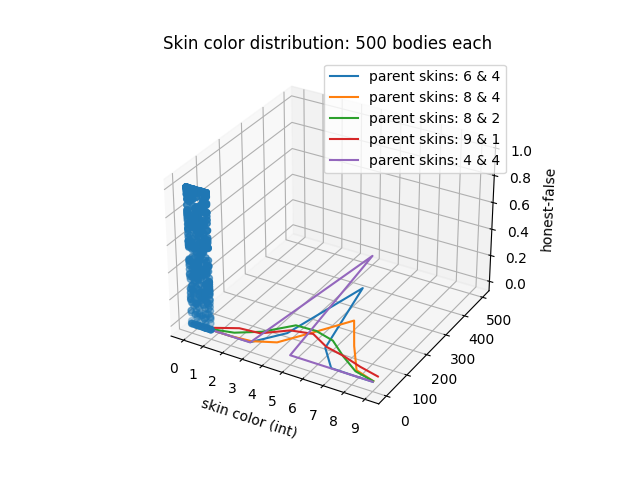 Skin color distribution: 500 bodies each
parent skins: 6 & 4
parent skins: 8 & 4
parent skins: 8 & 2
parent skins: 9 & 1
parent skins: 4 & 4
1.0
0.8
0.6
0.4
0.2
0.0
honest-false
0 1 2 3 4 5 6 7 8 9
skin color (int)
0 100 200 300 400 500